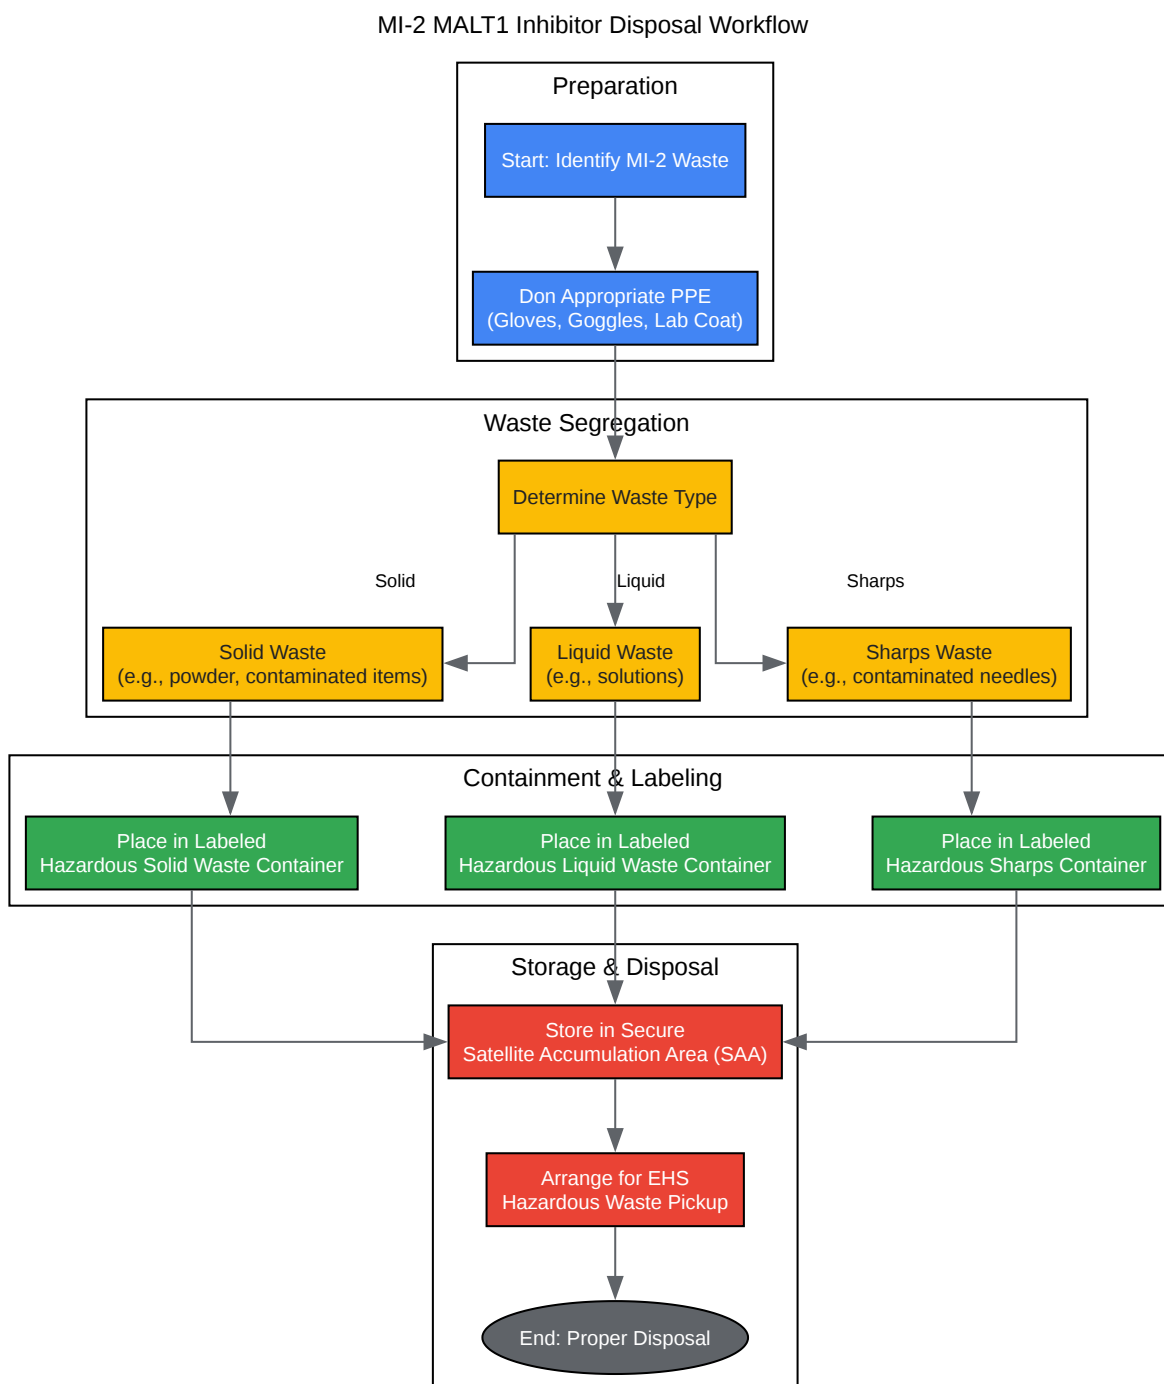 MI-2 MALT1 Inhibitor Disposal Workflow
Preparation
Start: Identify MI-2 Waste
Don Appropriate PPE
(Gloves, Goggles, Lab Coat)
Waste Segregation
Determine Waste Type
Solid
Liquid
Sharps
Solid Waste
(e.g., powder, contaminated items)
Liquid Waste
(e.g., solutions)
Sharps Waste
(e.g., contaminated needles)
Containment & Labeling
Place in Labeled
Hazardous Solid Waste Container
Place in Labeled
Hazardous Liquid Waste Container
Place in Labeled
Hazardous Sharps Container
Storage & Disposal
Store in Secure
Satellite Accumulation Area (SAA)
Arrange for EHS
Hazardous Waste Pickup
End: Proper Disposal